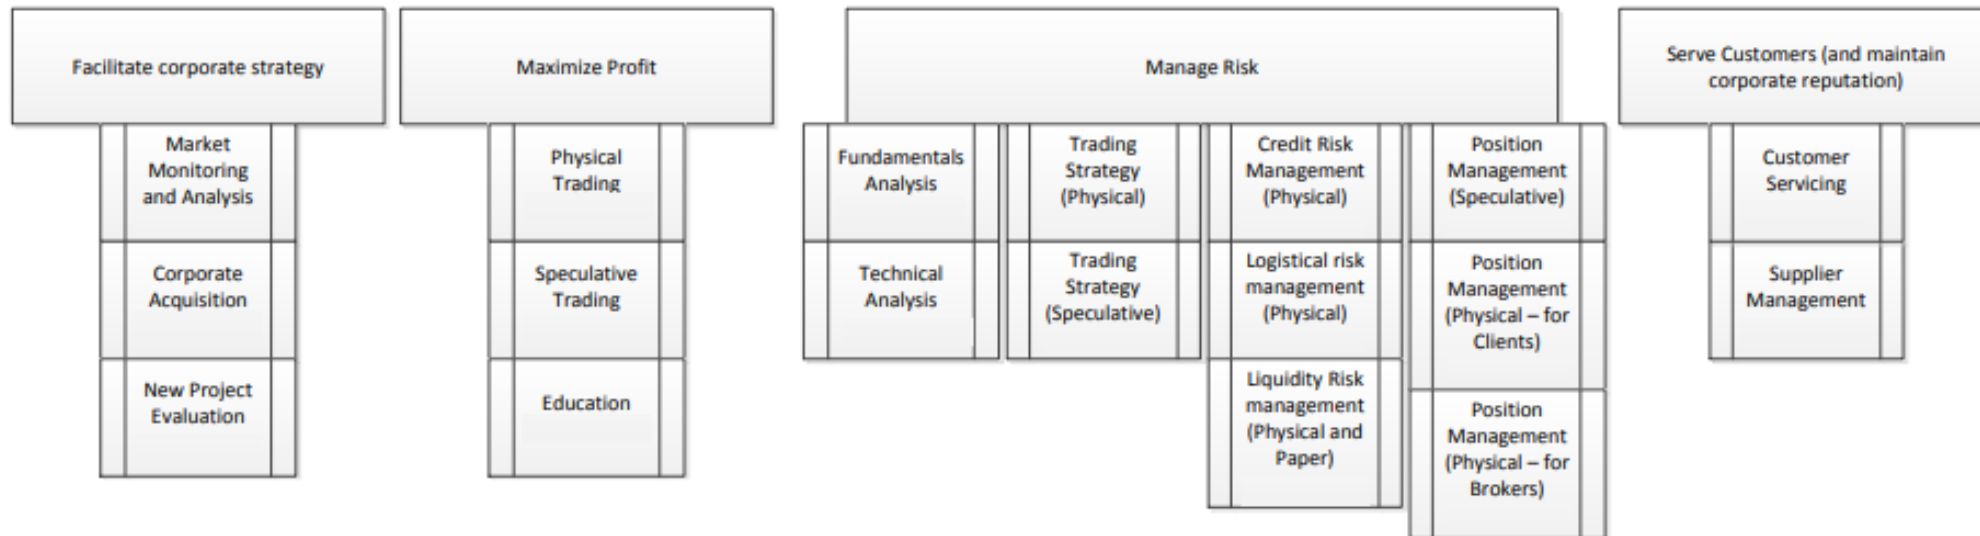 Facilitate corporate strategy
Market
Monitoring
and Analysis
Corporate
Acquisition
New Project
Evaluation
Maximize Profit
Physical
Trading
Speculative
Trading
Education
Manage Risk
Fundamentals
Analysis
Technical
Analysis
Trading
Strategy
(Physical)
Trading
Strategy
(Speculative)
Credit Risk
Management
(Physical)
Logistical risk
management
(Physical)
Liquidity Risk
management
(Physical and
Paper)
Position
Management
(Speculative)
Position
Management
(Physical – for
Clients)
Position
Management
(Physical – for
Brokers)
Serve Customers (and maintain
corporate reputation)
Customer
Servicing
Supplier
Management